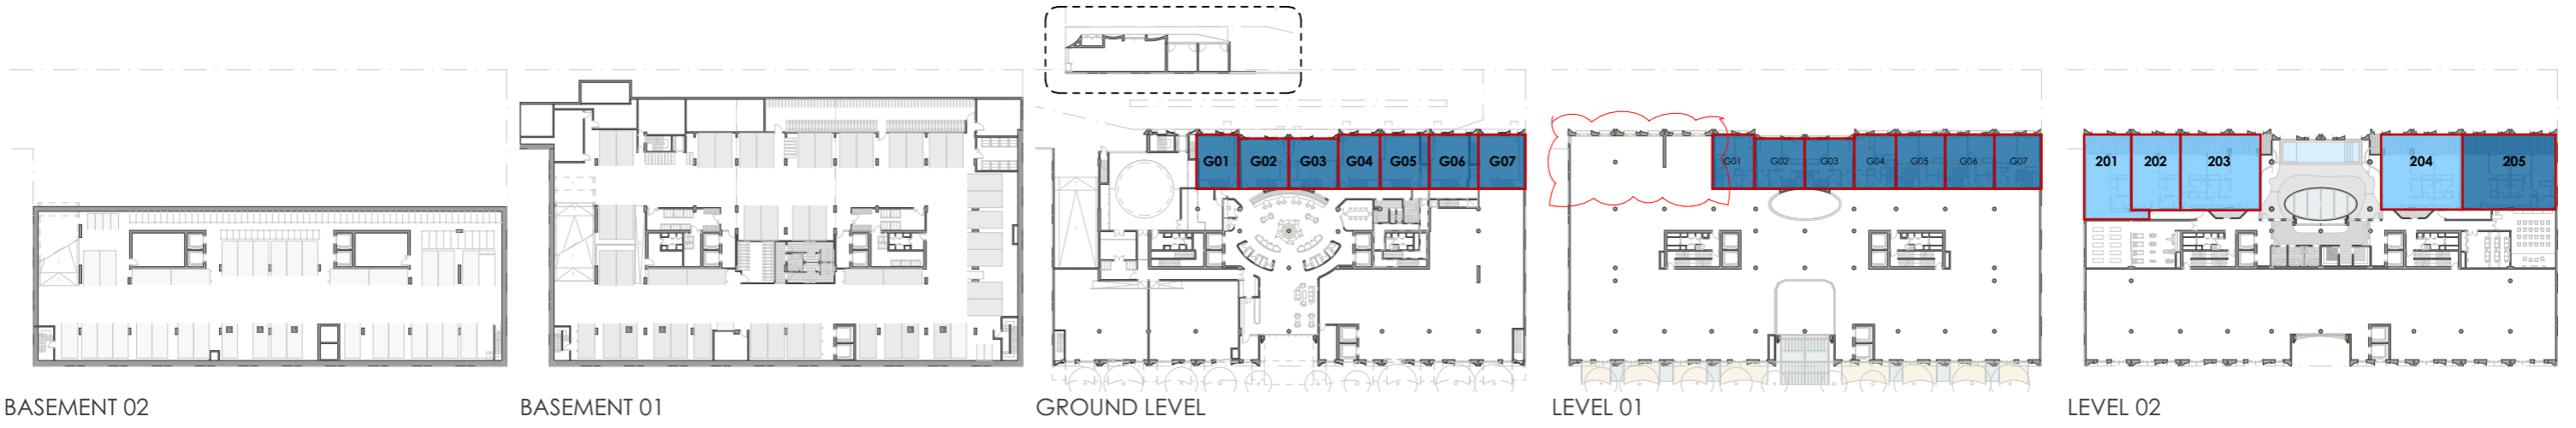 G01 G02 G03 G04 G05 G06 G07
G01 G02 G03 G04 G05 G06 G07
201 202 203 204 205
BASEMENT 02
BASEMENT 01
GROUND LEVEL
LEVEL 01
LEVEL 02